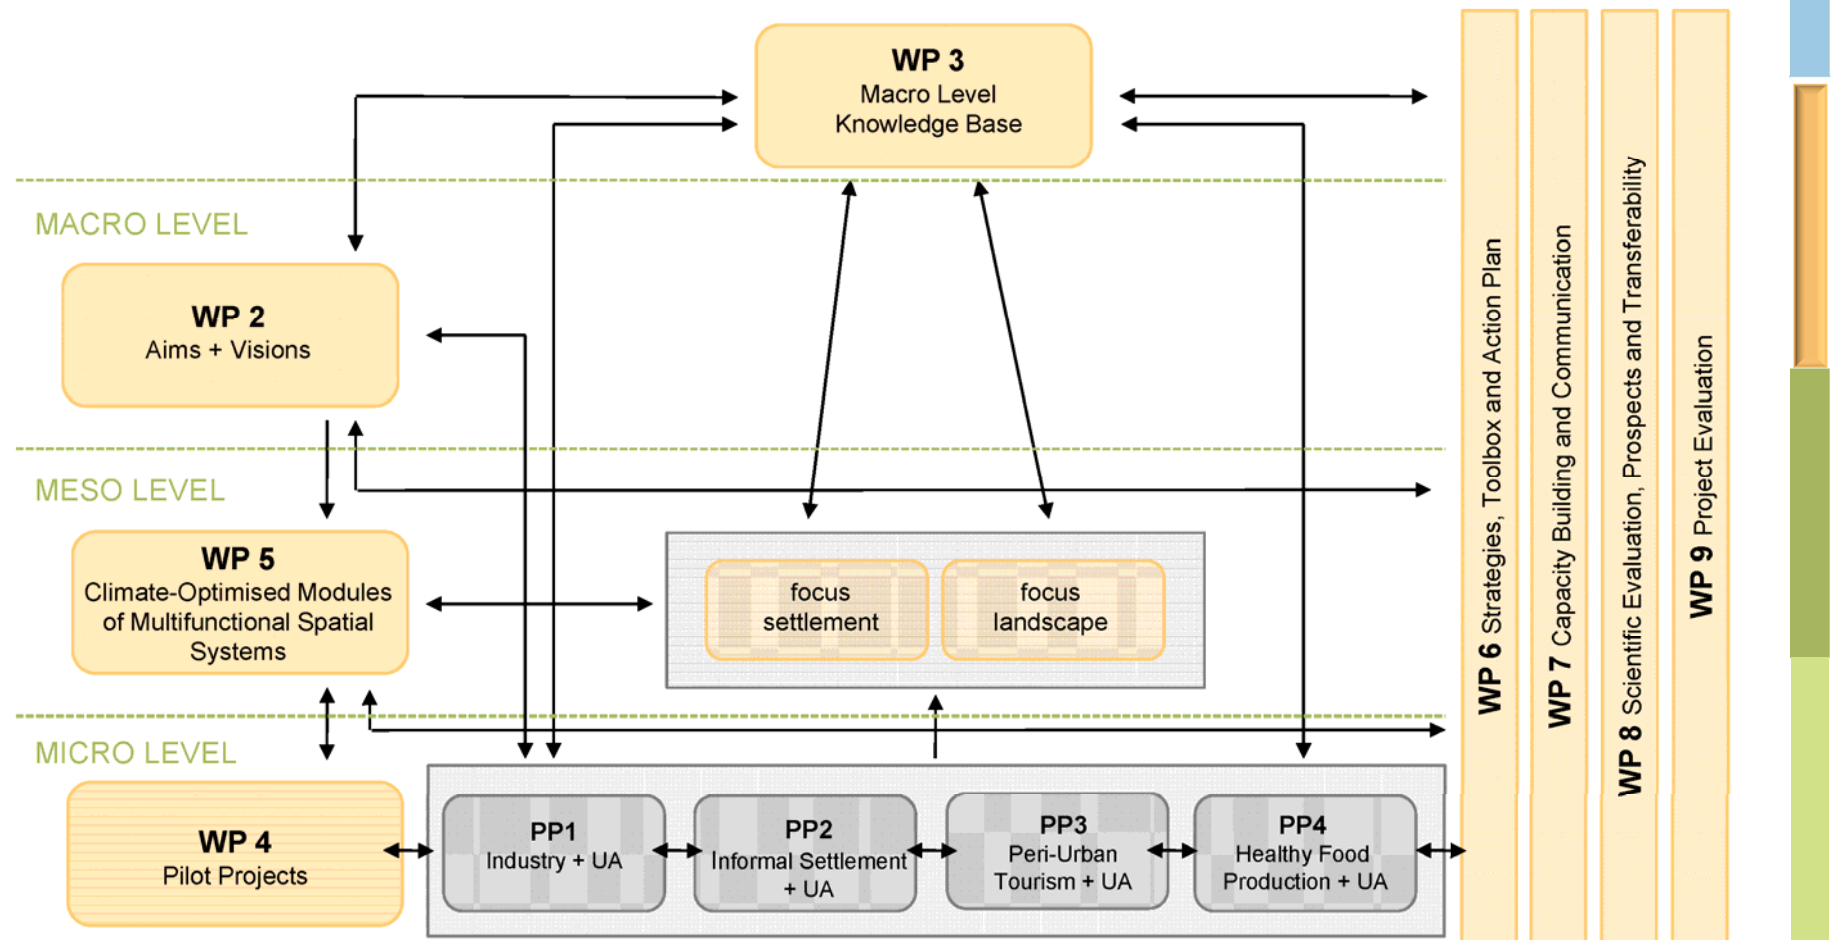 WP 3
Macro Level
Knowledge Base
MACRO LEVEL
WP 2
Aims + Visions
MESO LEVEL
WP 5
Climate-Optimised Modules
of Multifunctional Spatial
Systems
focus
settlement
focus
landscape
MICRO LEVEL
WP 4
Pilot Projects
PP1
Industry + UA
PP2
Informal Settlement
+ UA
PP3
Peri-Urban
Tourism + UA
PP4
Healthy Food
Production + UA
WP 6 Strategies, Toolbox and Action Plan
WP 7 Capacity Building and Communication
WP 8 Scientific Evaluation, Prospects and Transferability
WP 9 Project Evaluation